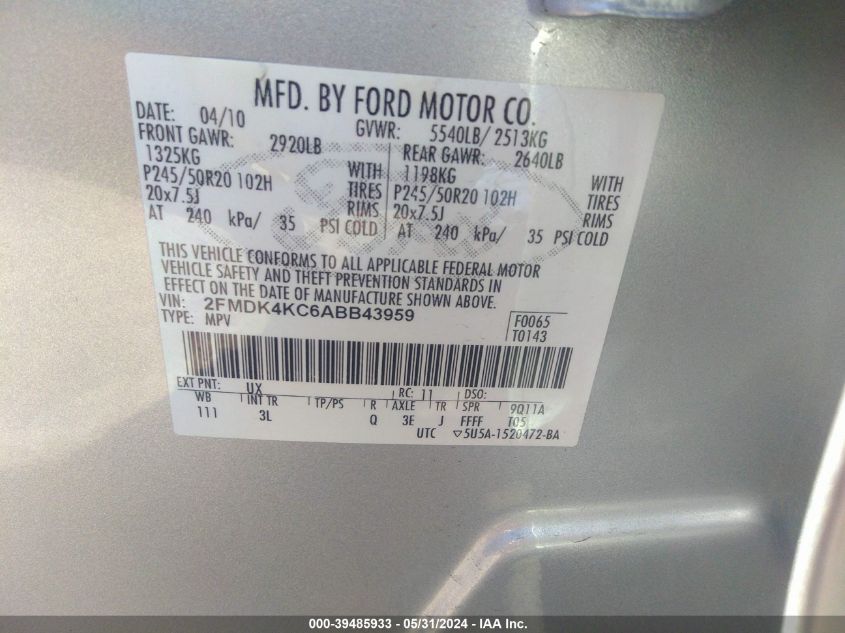 MFD. BY FORD MOTOR CO.
DATE: 04/10 GVWR: 5540LB/ 2513KG
FRONT GAWR: 2920LB REAR GAWR: 2640LB
1325KG WITH 1198KG WITH
P245/50R20 102H TIRES P245/50R20 102H TIRES
20x7.5J RIMS 20x7.5J RIMS
AT 240 kPa/ 35 PSI COLD AT 240 kPa/ 35 PSI COLD
THIS VEHICLE CONFORMS TO ALL APPLICABLE FEDERAL MOTOR
VEHICLE SAFETY AND THEFT PREVENTION STANDARDS IN
EFFECT ON THE DATE OF MANUFACTURE SHOWN ABOVE.
VIN: 2FMDK4KC6ABB43959
TYPE: MPV
F0065
T0143
EXT PNT: UX RC: 11 DSO:
WB INT TR TP/PS R AXLE TR SPR 9Q11A
111 3L Q 3E J FFFF T05
UTC ▽5U5A-1520472-BA
000-39485933 - 05/31/2024 - IAA Inc.